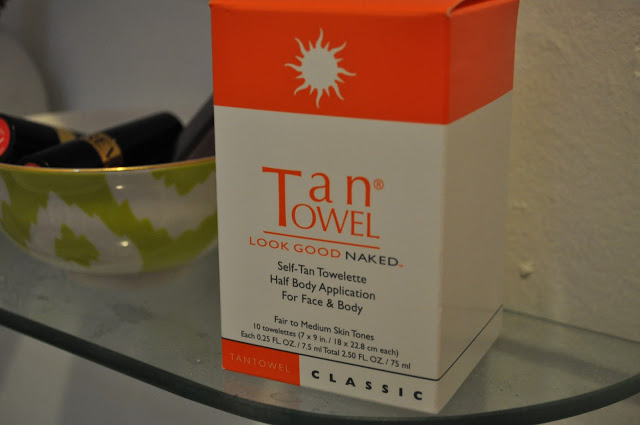 Tan®
TOWEL
LOOK GOOD NAKED™
Self-Tan Towelette
Half Body Application
For Face & Body
Fair to Medium Skin Tones
10 towelettes (7 x 9 in. / 18 x 22.8 cm each)
Each 0.25 FL. OZ. / 7.5 ml Total 2.50 FL. OZ. / 75 ml
TANTOWEL CLASSIC